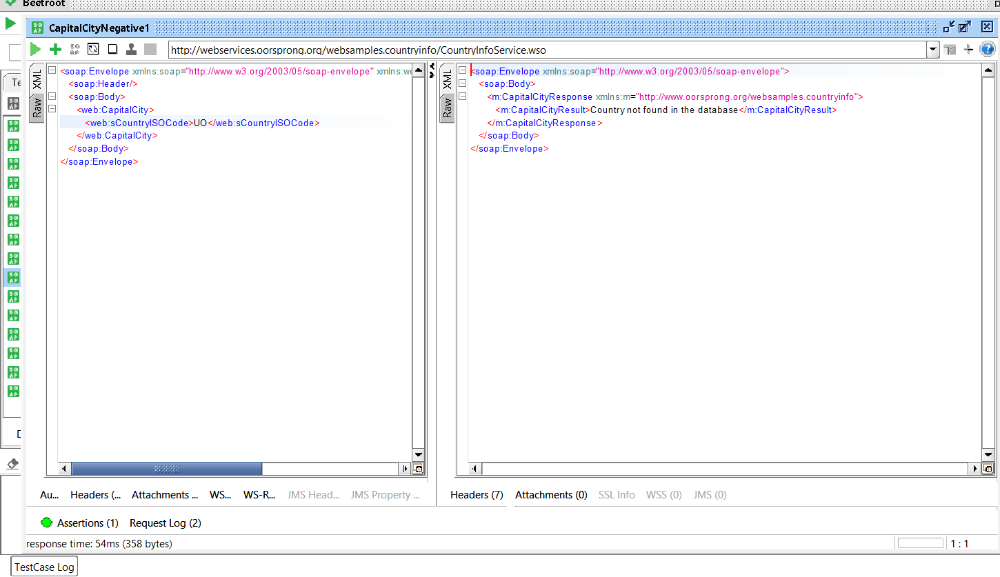 Beetroot
CapitalCityNegative1
http://webservices.oorsprong.org/websamples.countryinfo/CountryInfoService.wso
Te
XML
Raw
<soap:Envelope xmlns:soap="http://www.w3.org/2003/05/soap-envelope" xmlns:we
<soap:Header/>
<soap:Body>
<web:CapitalCity>
<web:sCountryISOCode>UO</web:sCountryISOCode>
</web:CapitalCity>
</soap:Body>
</soap:Envelope>
XML
Raw
<soap:Envelope xmlns:soap="http://www.w3.org/2003/05/soap-envelope">
<soap:Body>
<m:CapitalCityResponse xmlns:m="http://www.oorsprong.org/websamples.countryinfo">
<m:CapitalCityResult>Country not found in the database</m:CapitalCityResult>
</m:CapitalCityResponse>
</soap:Body>
</soap:Envelope>
Au... Headers (... Attachments ... WS... WS-R... JMS Head... JMS Property ...
Headers (7) Attachments (0) SSL Info WSS (0) JMS (0)
Assertions (1) Request Log (2)
response time: 54ms (358 bytes)
1 : 1
TestCase Log